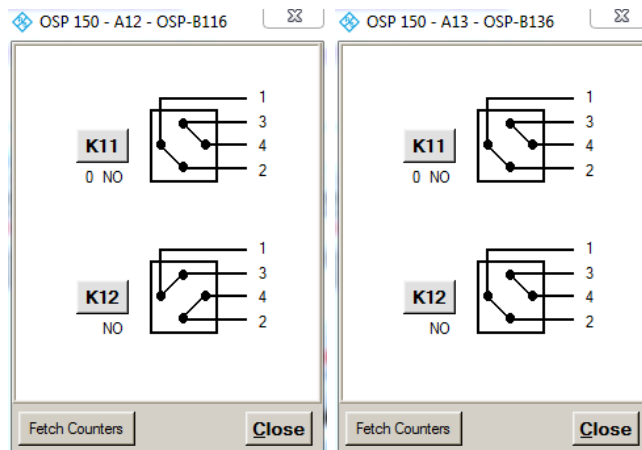 OSP 150 - A12 - OSP-B116
1
3
K11
4
0 NO
2
1
3
K12
4
NO
2
Fetch Counters
Close
OSP 150 - A13 - OSP-B136
1
3
K11
4
0 NO
2
1
3
K12
4
NO
2
Fetch Counters
Close